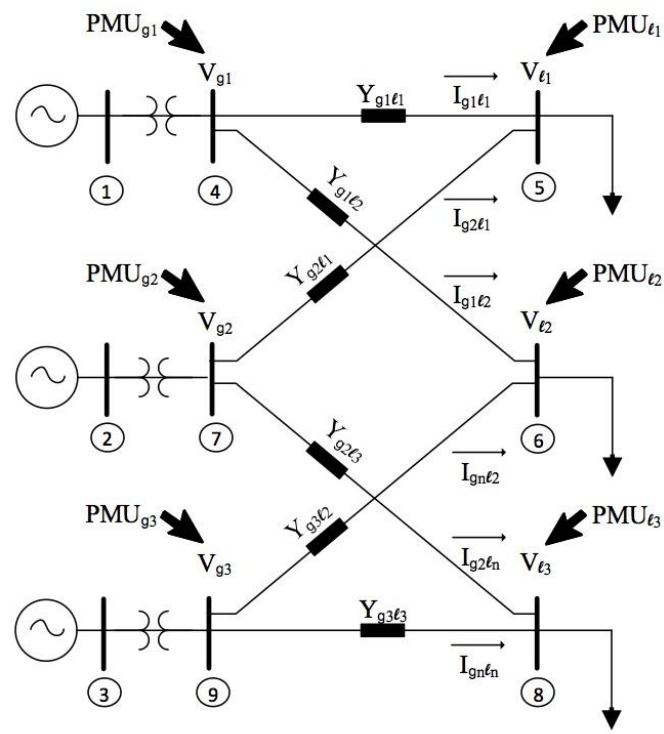 PMUg1
PMUℓ1
Vg1
Vℓ1
Yg1ℓ1
Ig1ℓ1
1
4
5
Yg1ℓ2
Ig2ℓ1
Yg2ℓ1
PMUg2
Ig1ℓ2
PMUℓ2
Vg2
Vℓ2
2
7
6
Yg2ℓ3
Ignℓ2
PMUg3
Yg3ℓ2
PMUℓ3
Vg3
Ig2ℓn
Vℓ3
Yg3ℓ3
Ignℓn
3
9
8